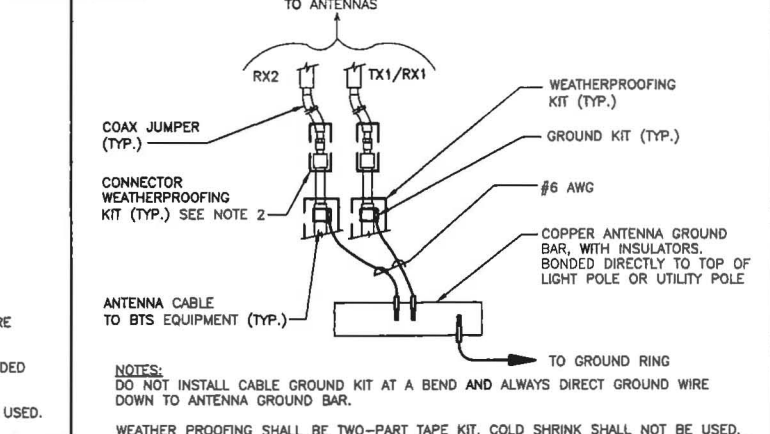 TO ANTENNAS
RX2
TX1/RX1
COAX JUMPER
(TYP.)
CONNECTOR
WEATHERPROOFING
KIT (TYP.) SEE NOTE 2
ANTENNA CABLE
TO BTS EQUIPMENT (TYP.)
WEATHERPROOFING
KIT (TYP.)
GROUND KIT (TYP.)
#6 AWG
COPPER ANTENNA GROUND
BAR, WITH INSULATORS.
BONDED DIRECTLY TO TOP OF
LIGHT POLE OR UTILITY POLE
TO GROUND RING
NOTES:
DO NOT INSTALL CABLE GROUND KIT AT A BEND AND ALWAYS DIRECT GROUND WIRE
DOWN TO ANTENNA GROUND BAR.
WEATHER PROOFING SHALL BE TWO-PART TAPE KIT. COLD SHRINK SHALL NOT BE USED.
USED.